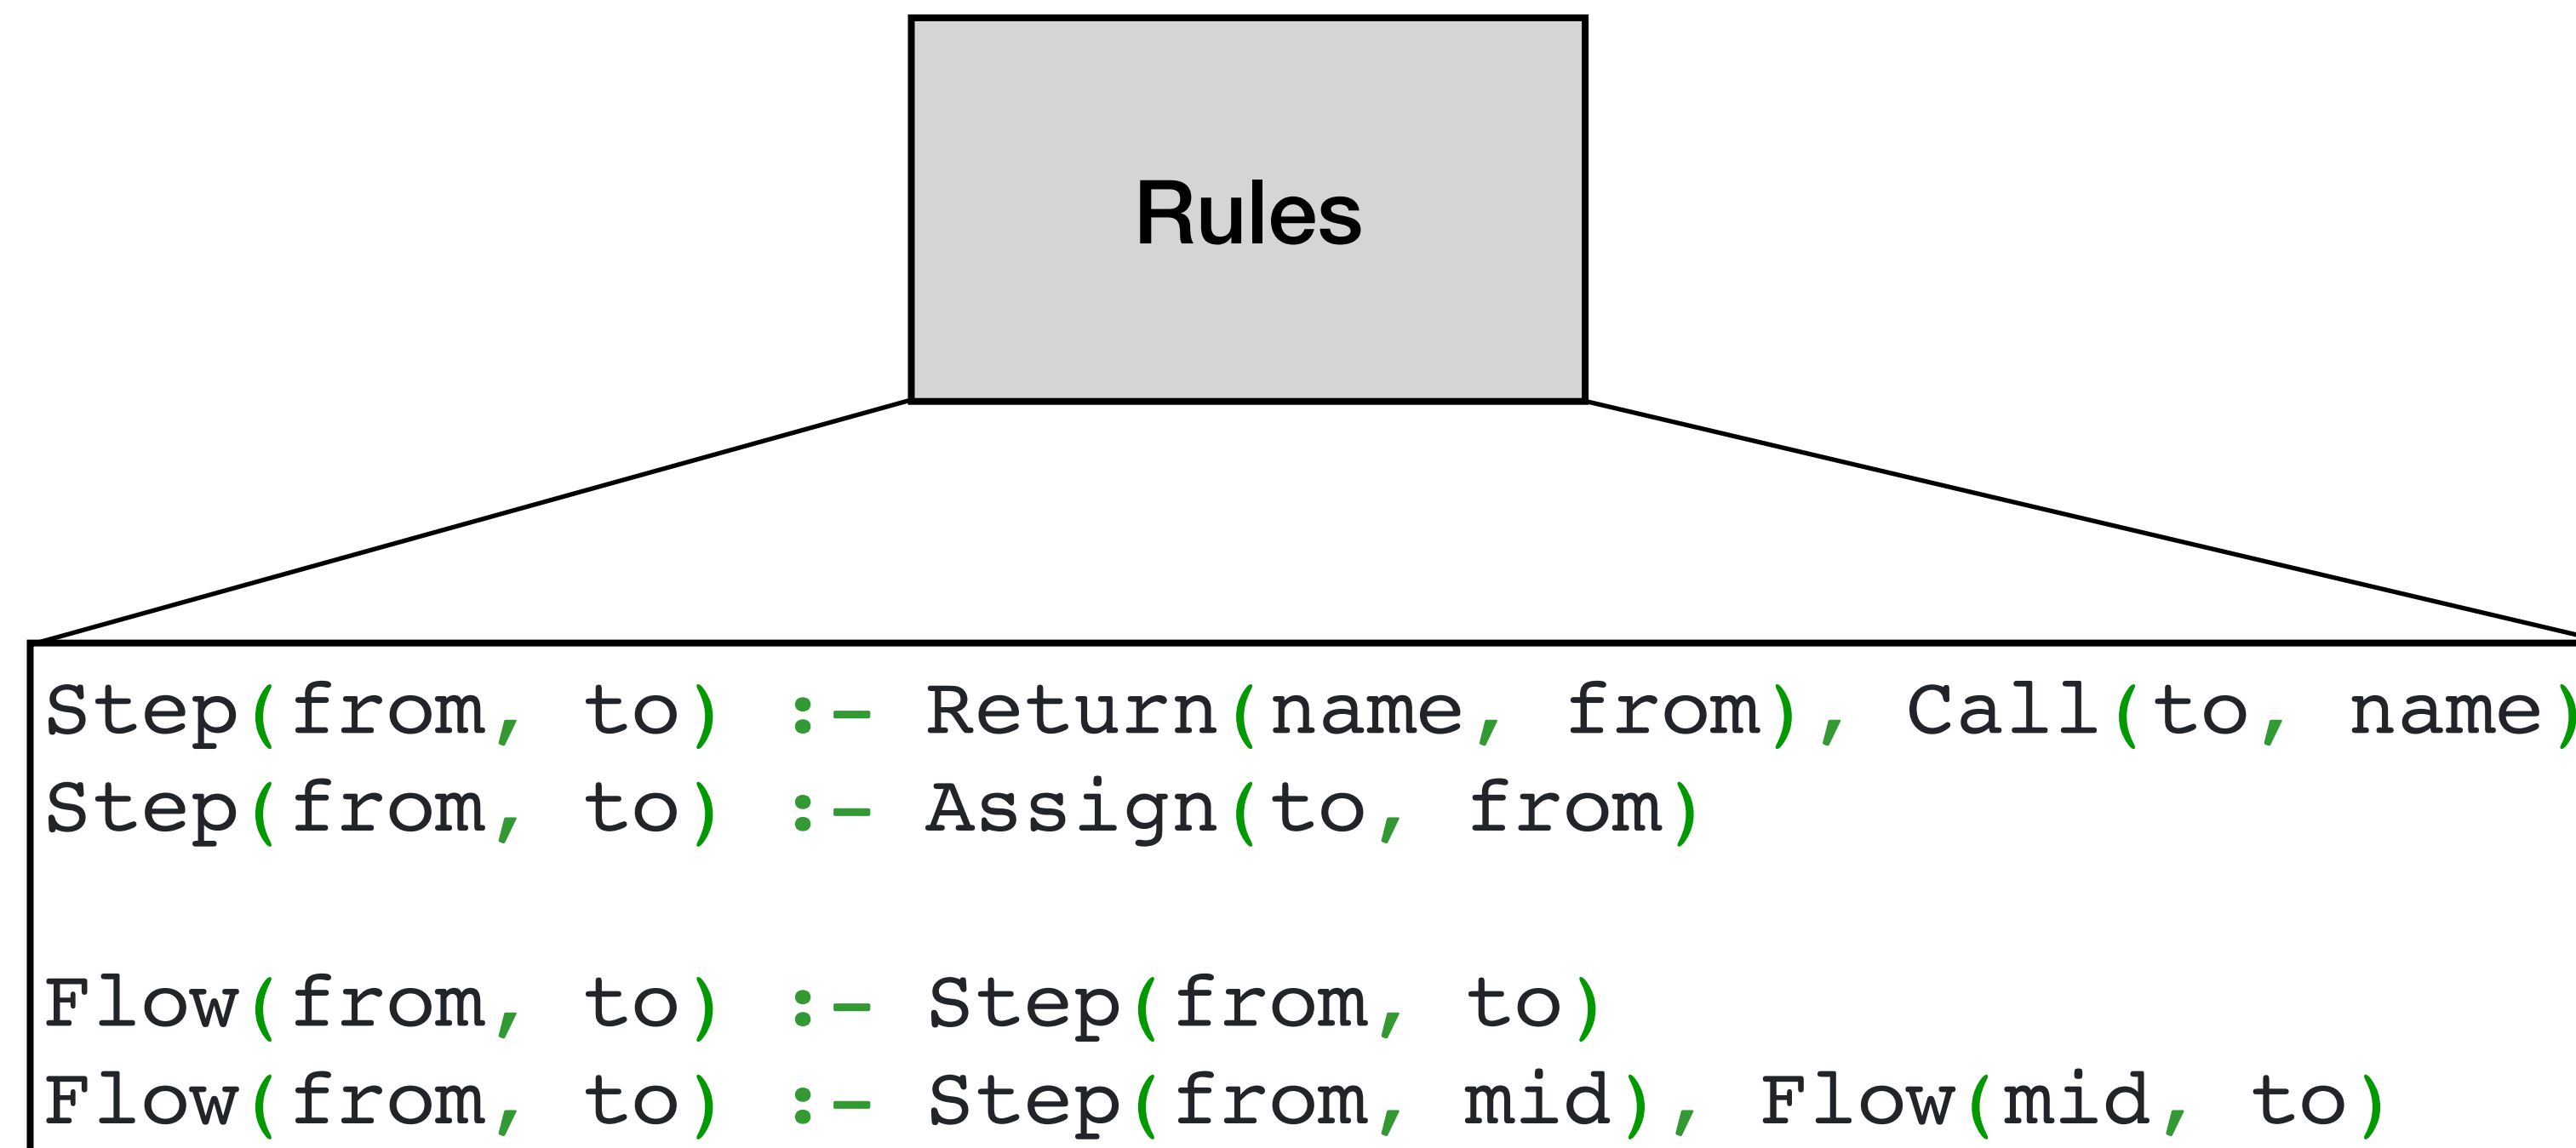 Rules
Step(from, to) :- Return(name, from), Call(to, name)
Step(from, to) :- Assign(to, from)
Flow(from, to) :- Step(from, to)
Flow(from, to) :- Step(from, mid), Flow(mid, to)